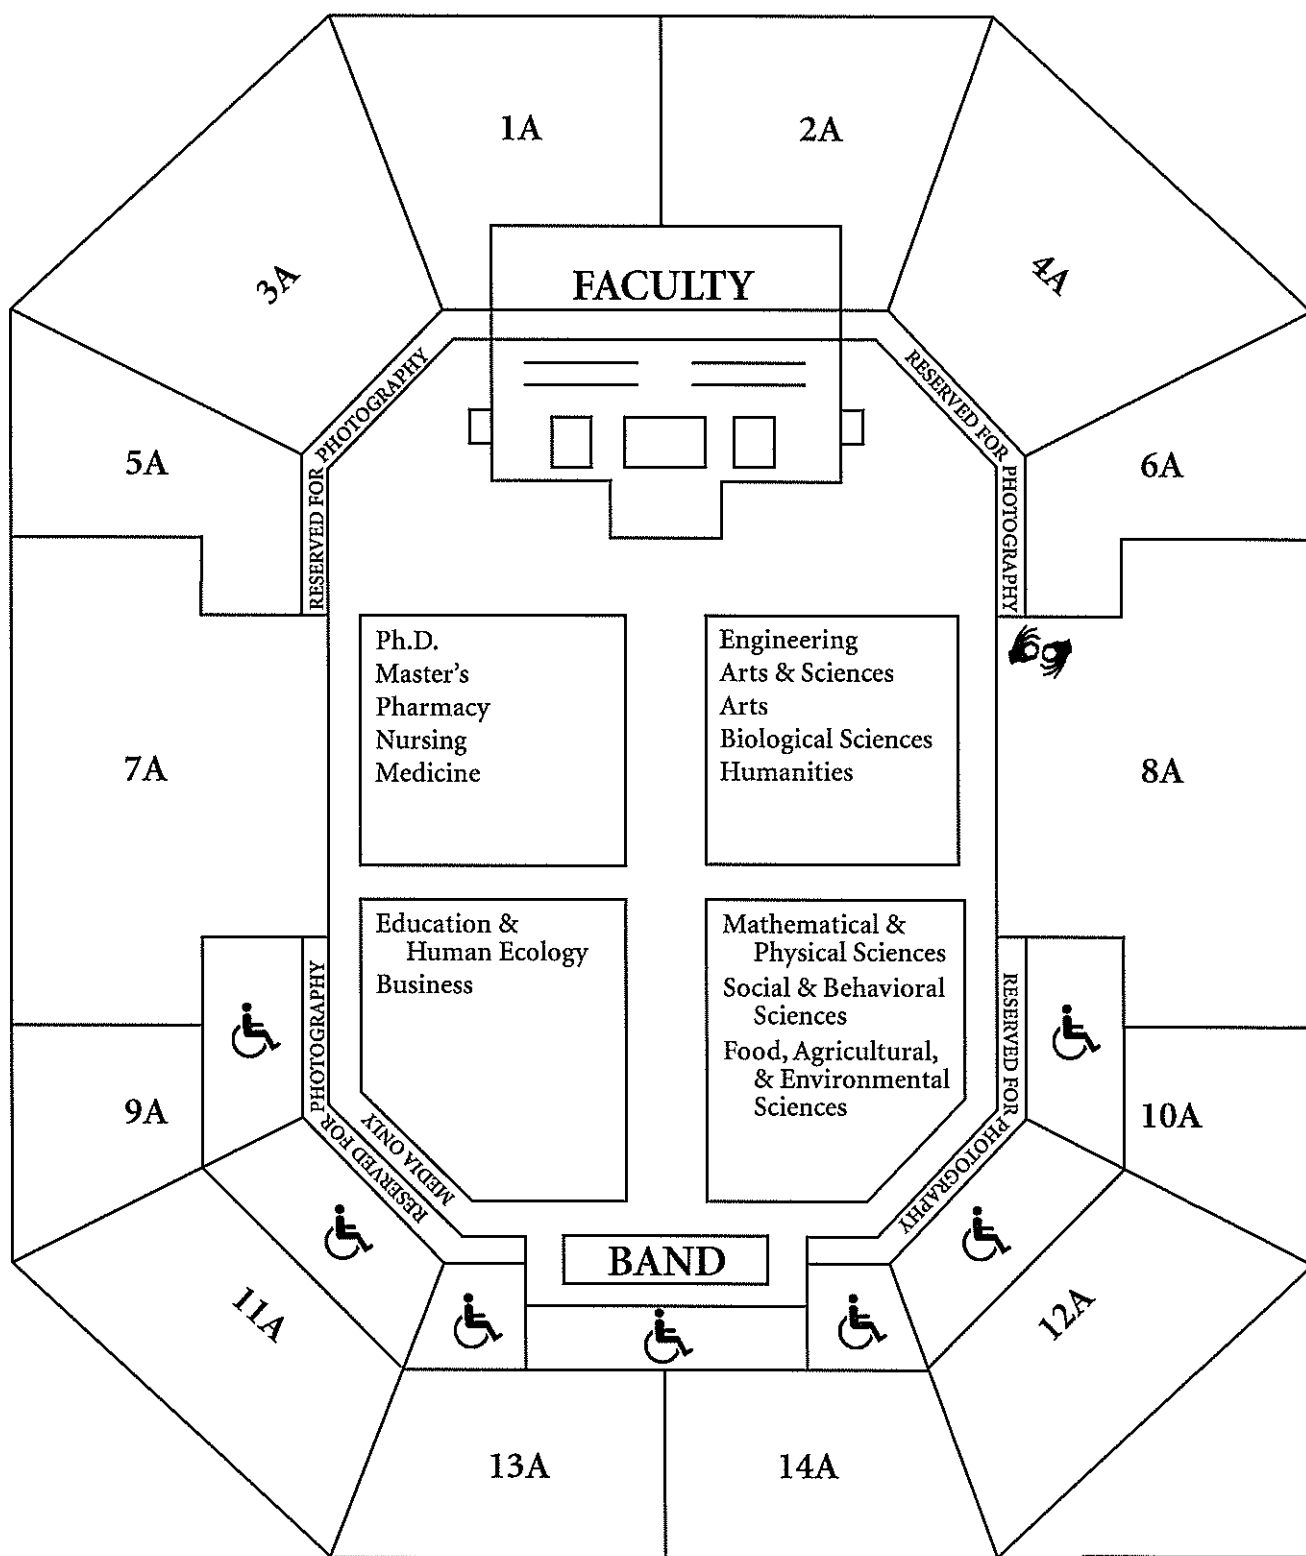 1A
2A
3A
FACULTY
4A
RESERVED FOR PHOTOGRAPHY
RESERVED FOR PHOTOGRAPHY
5A
6A
Ph.D.
Master's
Pharmacy
Nursing
Medicine
Engineering
Arts & Sciences
Arts
Biological Sciences
Humanities
7A
8A
Education &
Human Ecology
Business
Mathematical &
Physical Sciences
Social & Behavioral
Sciences
Food, Agricultural,
& Environmental
Sciences
RESERVED FOR PHOTOGRAPHY
MEDIA ONLY
RESERVED FOR PHOTOGRAPHY
9A
10A
BAND
11A
12A
13A
14A